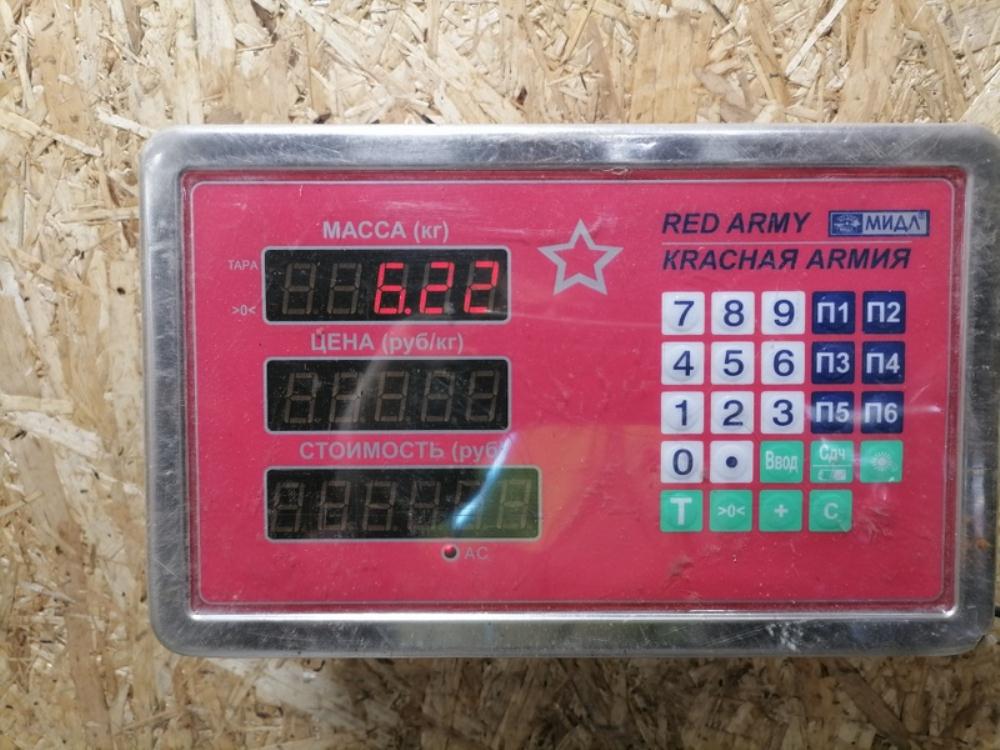 МАССА (кг)
ТАРА
>0<
6.22
ЦЕНА (руб/кг)
СТОИМОСТЬ (руб
AC
RED ARMY МИДЛ
КRАСНАЯ АRМИЯ
7 8 9 П1 П2
4 5 6 П3 П4
1 2 3 П5 П6
0 • Ввод Сдч
T >0< + C